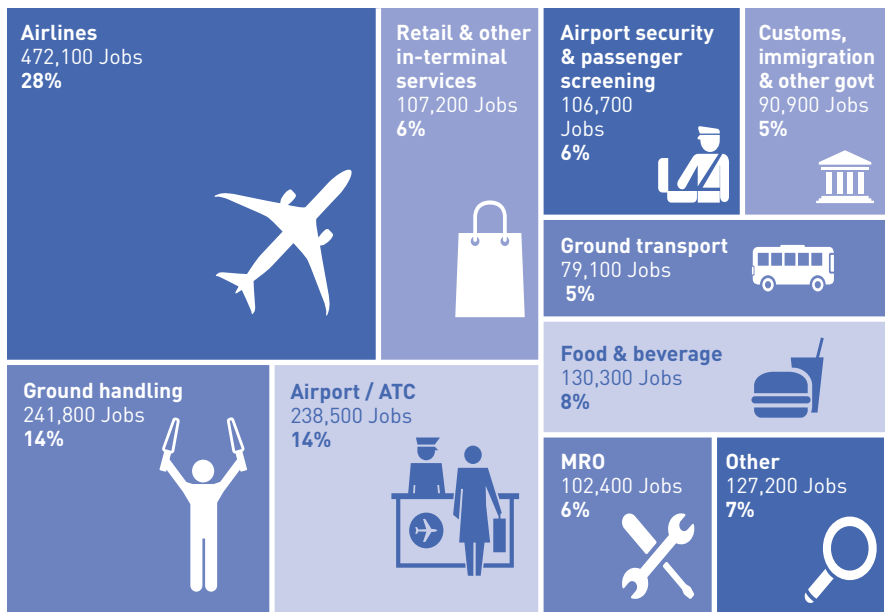 Airlines
472,100 Jobs
28%
Retail & other
in-terminal
services
107,200 Jobs
6%
Airport security
& passenger
screening
106,700
Jobs
6%
Customs,
immigration
& other govt
90,900 Jobs
5%
Ground transport
79,100 Jobs
5%
Food & beverage
130,300 Jobs
8%
Ground handling
241,800 Jobs
14%
Airport / ATC
238,500 Jobs
14%
MRO
102,400 Jobs
6%
Other
127,200 Jobs
7%